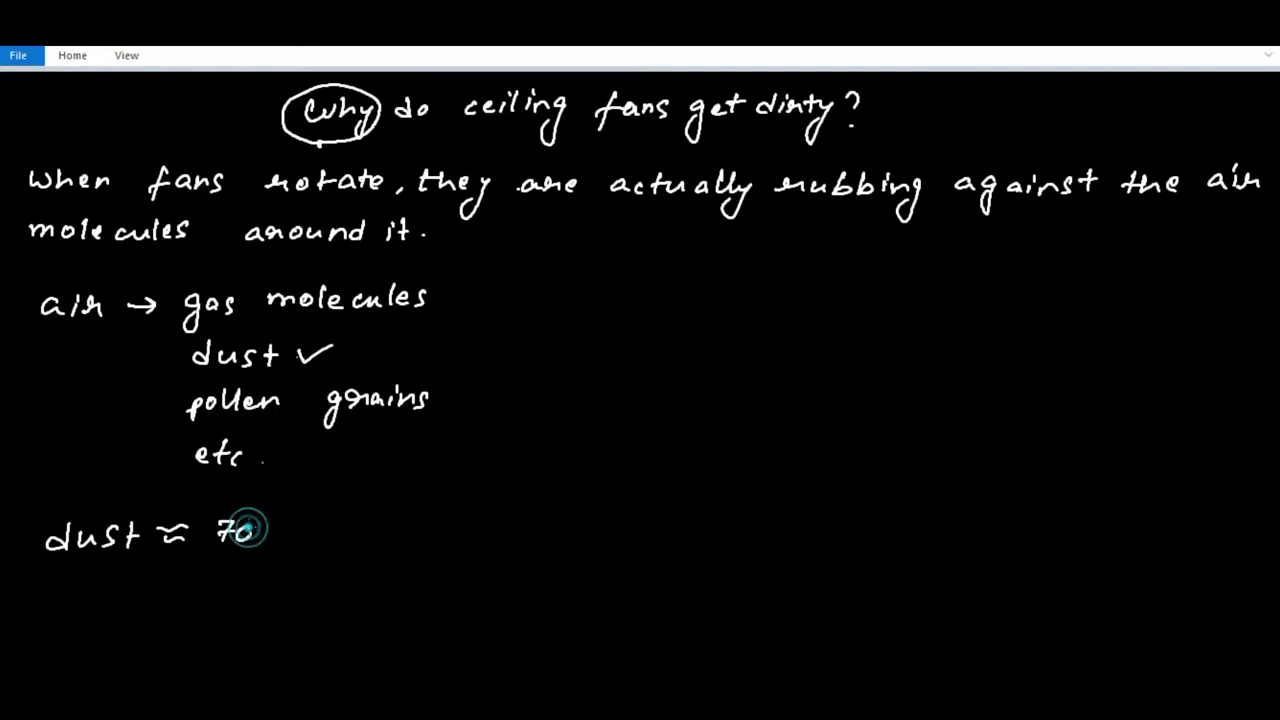 File Home View
Why do ceiling fans get dirty?
When fans rotate, they are actually rubbing against the air
molecules around it.
air → gas molecules
dust ✓
pollen grains
etc.
dust ≈ 70